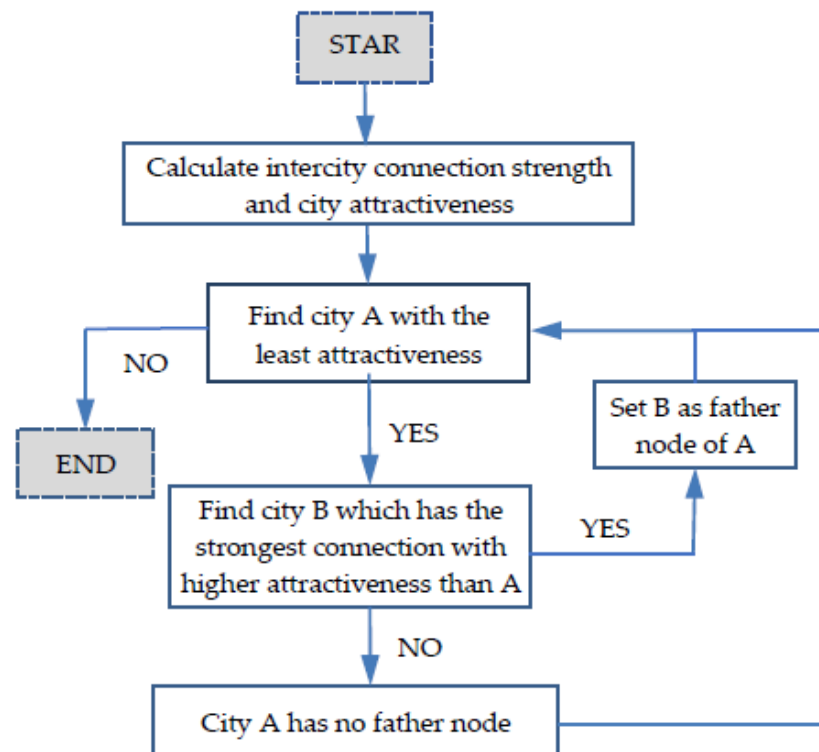 STAR
Calculate intercity connection strength
and city attractiveness
Find city A with the
least attractiveness
NO
YES
END
Set B as father
node of A
Find city B which has the
strongest connection with
higher attractiveness than A
YES
NO
City A has no father node